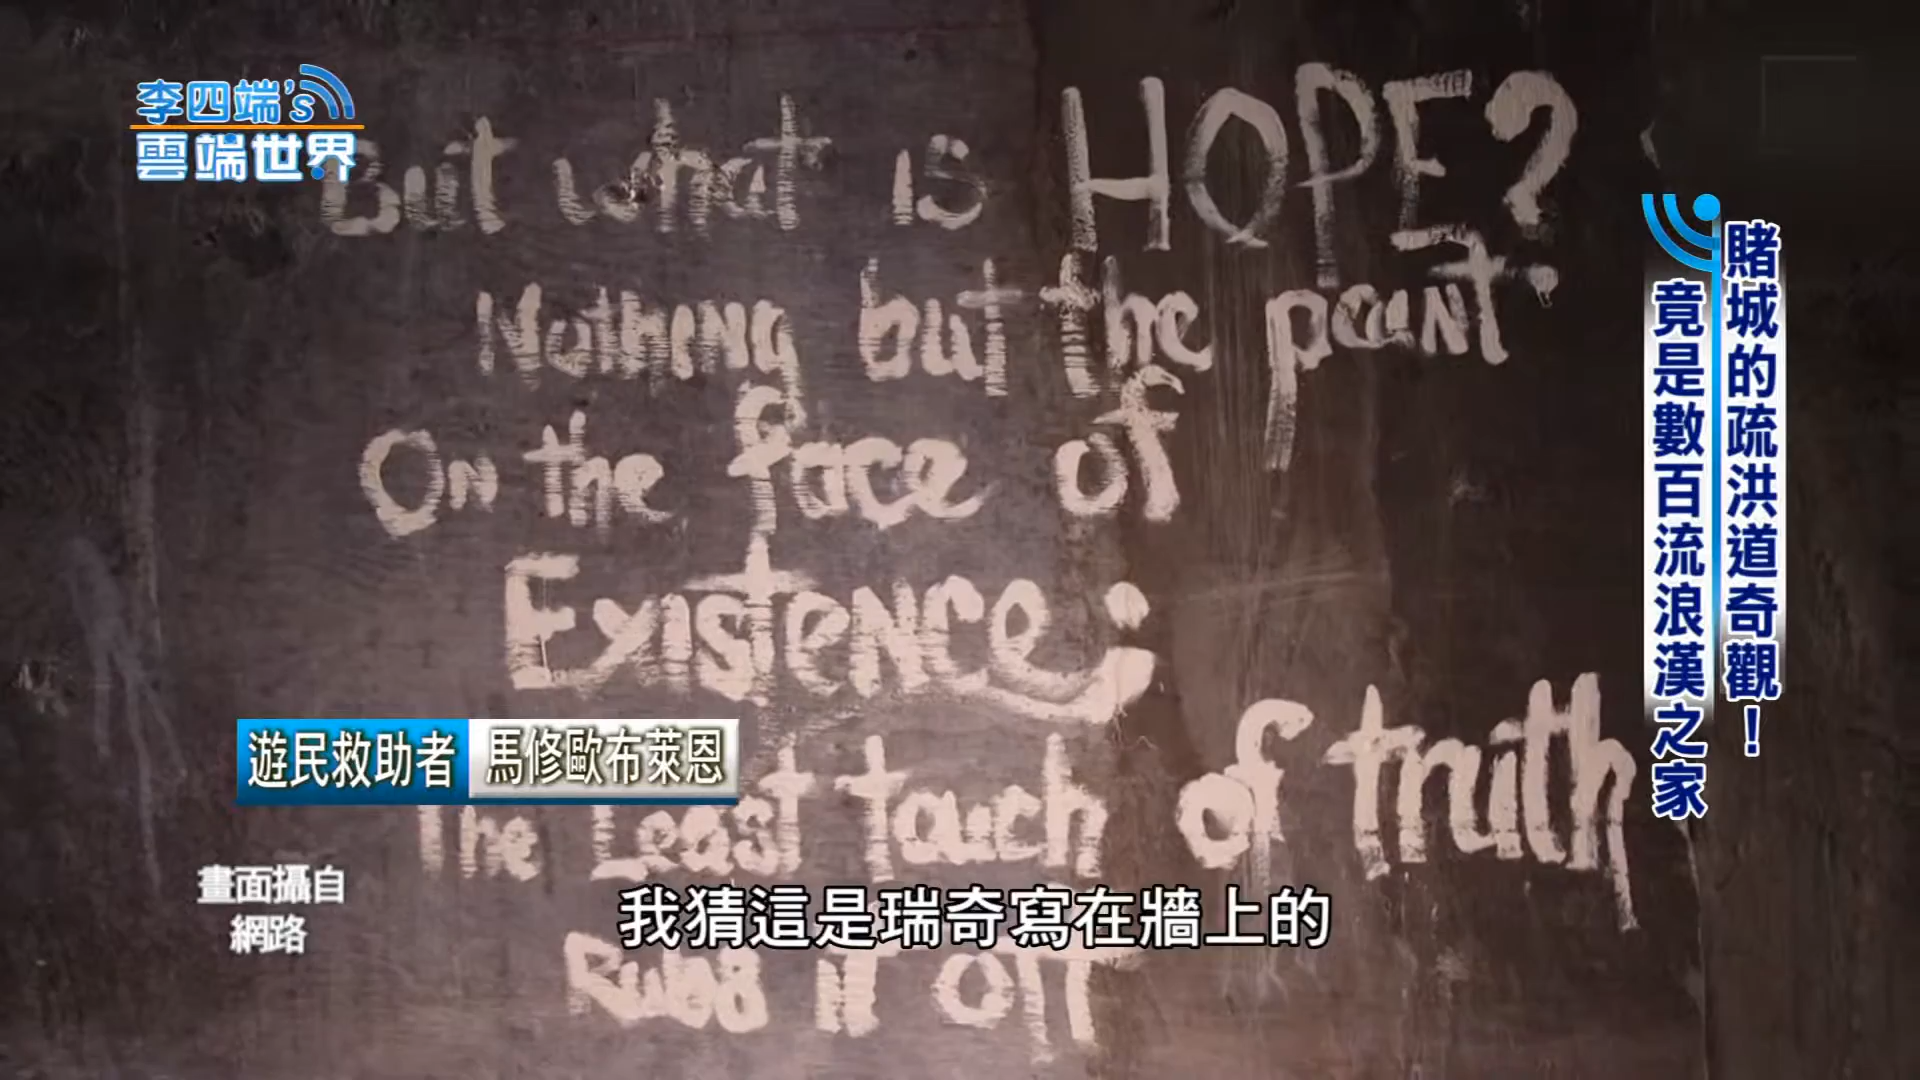 李四端's
雲端世界
But what is HOPE?
Nothing but the paint
On the face of
Existence;
The Least touch of truth
Rubs it off
賭城的疏洪道奇觀！
竟是數百流浪漢之家
遊民救助者 馬修歐布萊恩
畫面攝自
網路
我猜這是瑞奇寫在牆上的